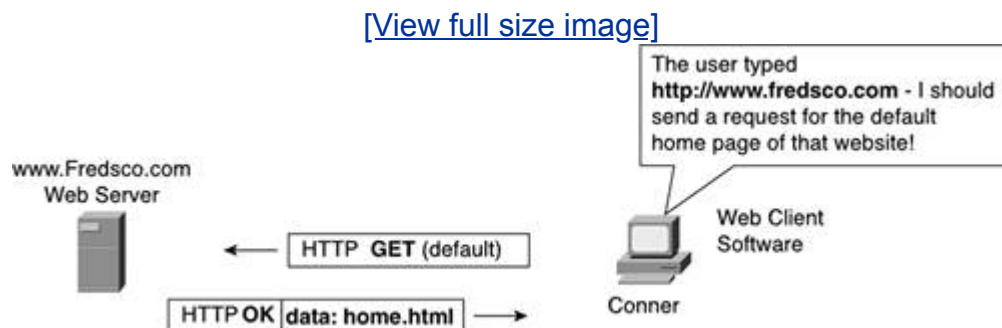 [View full size image]
The user typed
http://www.fredsco.com - I should
send a request for the default
home page of that website!
www.Fredsco.com
Web Server
Web Client
Software
HTTP GET (default)
Conner
HTTP OK data: home.html